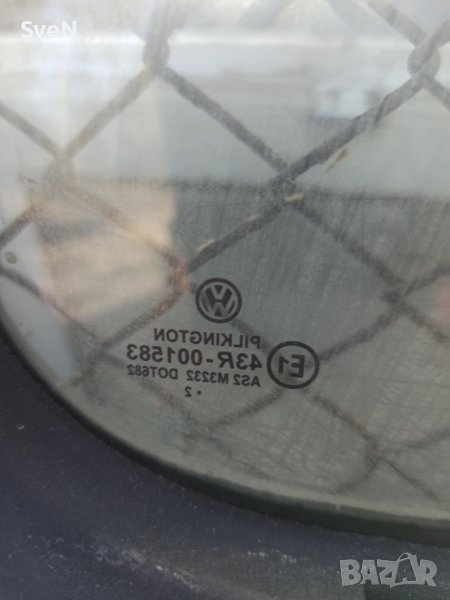 SveN
PILKINGTON
E1 43R-001583
AS2 M3232 DOT682
• 2
BAZAR